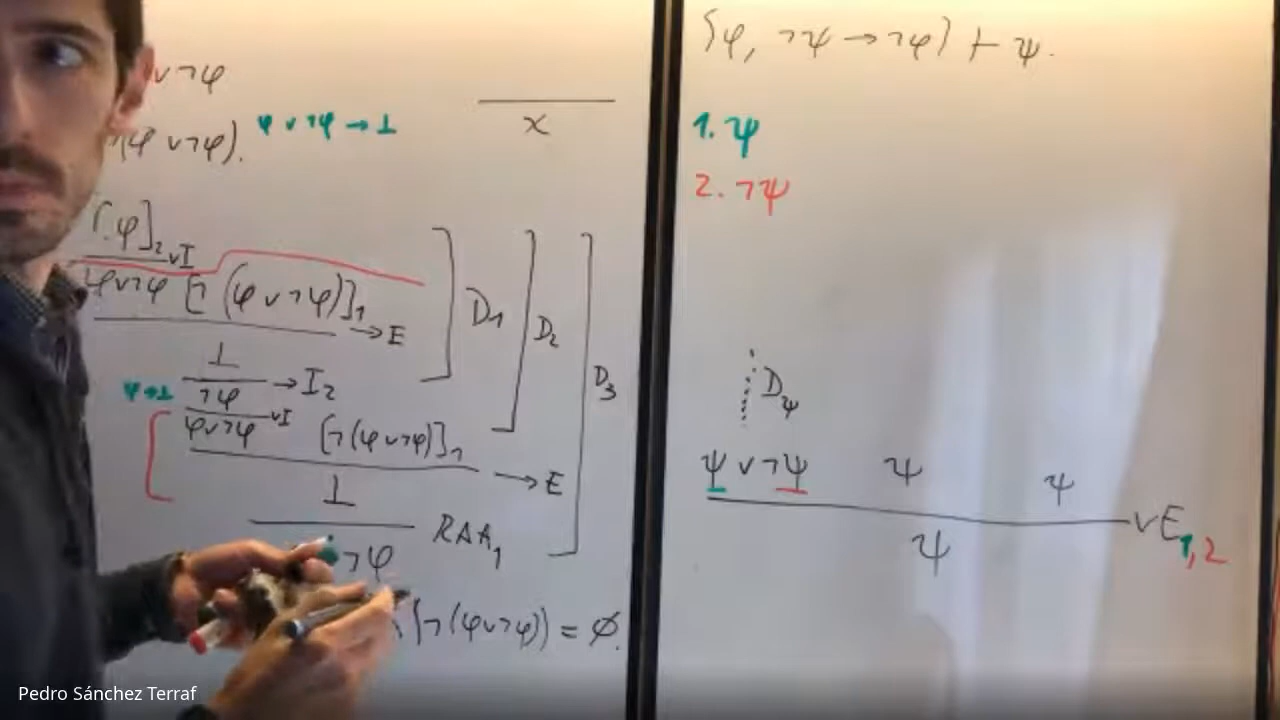 ∨¬φ
¬(φ ∨¬φ). φ ∨ ¬φ → ⊥
x
[φ]₂ ∨I
φ∨¬φ [¬(φ ∨ ¬φ)]₁
→E
D₁
D₂
D₃
⊥
→I₂
φ→⊥ ¬φ
∨I
φ∨¬φ [¬(φ∨¬φ)]₁
→E
⊥
RAA₁
¬φ
\{¬(φ∨¬φ)} = ∅.
{φ, ¬ψ → ¬φ} ⊢ ψ.
1. ψ
2. ¬ψ
D_ψ
ψ ∨ ¬ψ ψ ψ
∨E₁,₂
ψ
Pedro Sánchez Terraf